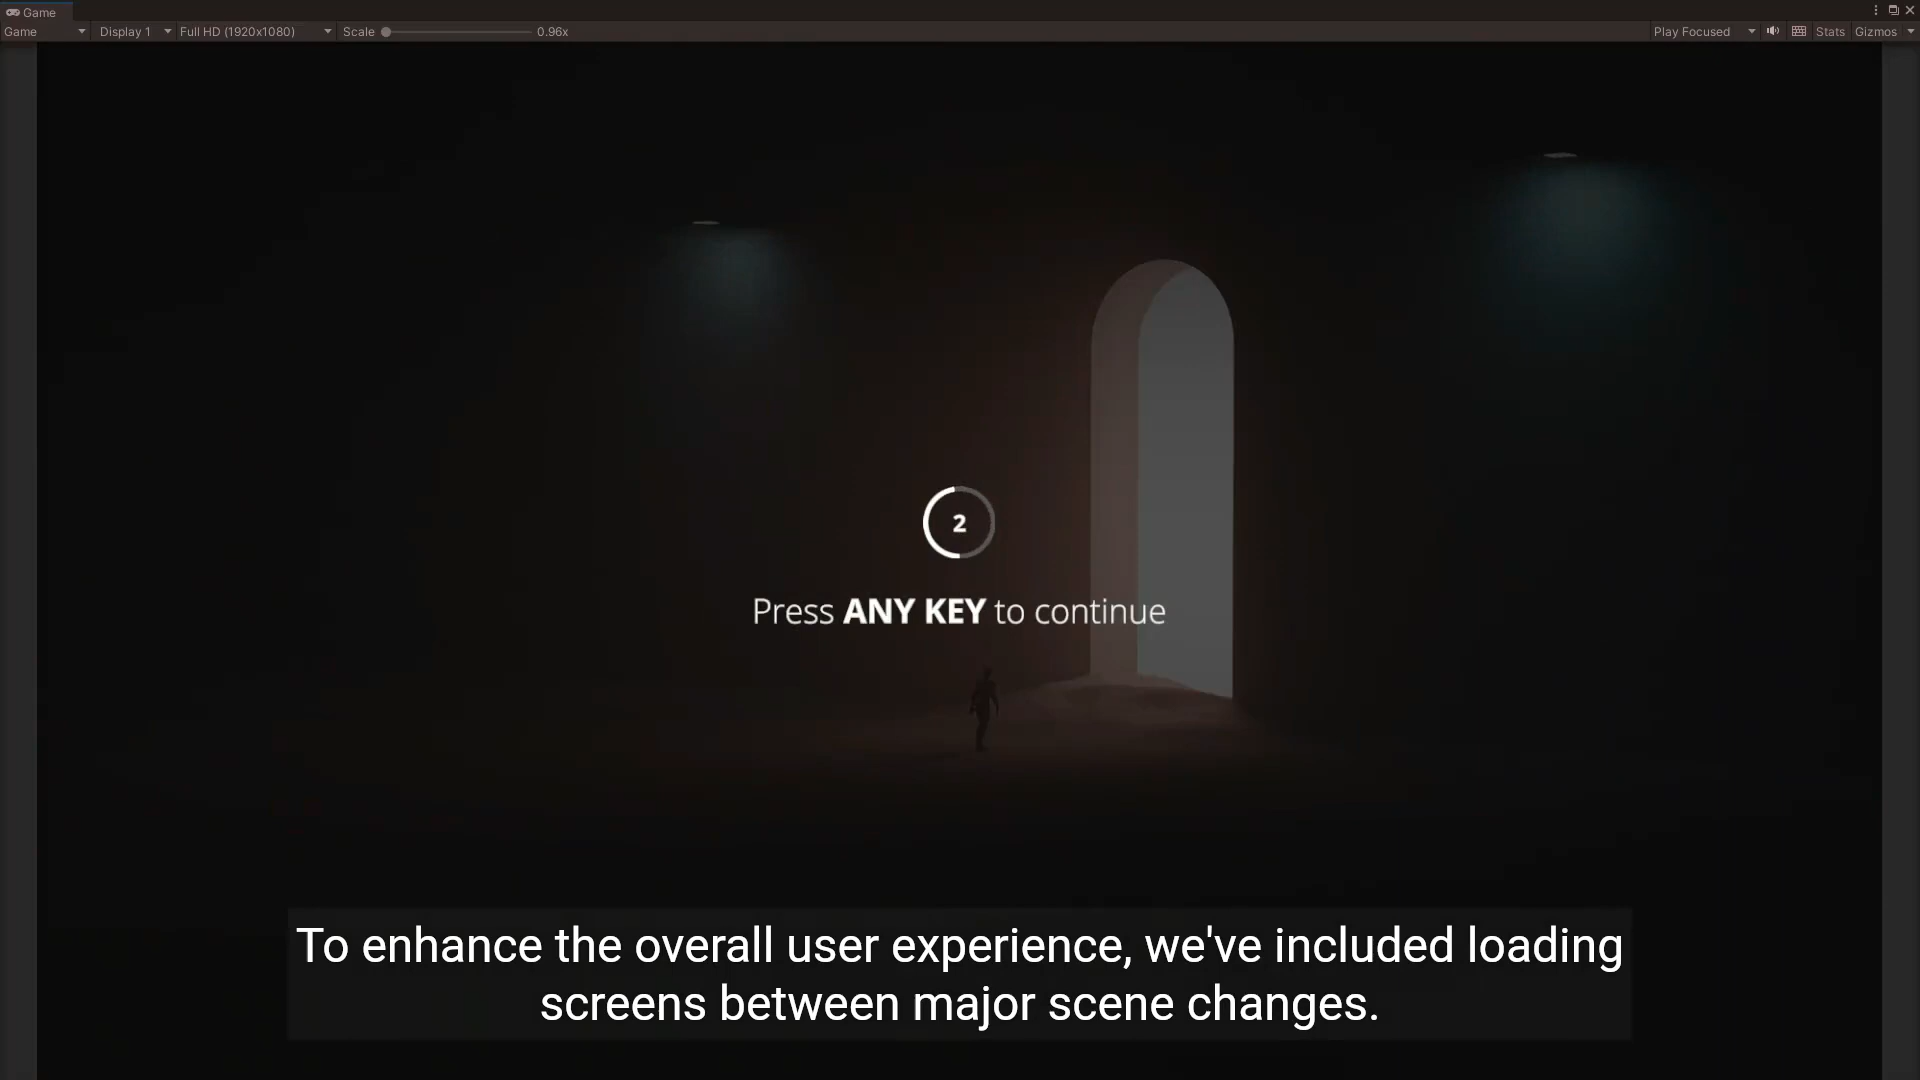 Game
Game Display 1 Full HD (1920x1080) Scale 0.96x Play Focused Stats Gizmos
2
Press ANY KEY to continue
To enhance the overall user experience, we've included loading
screens between major scene changes.